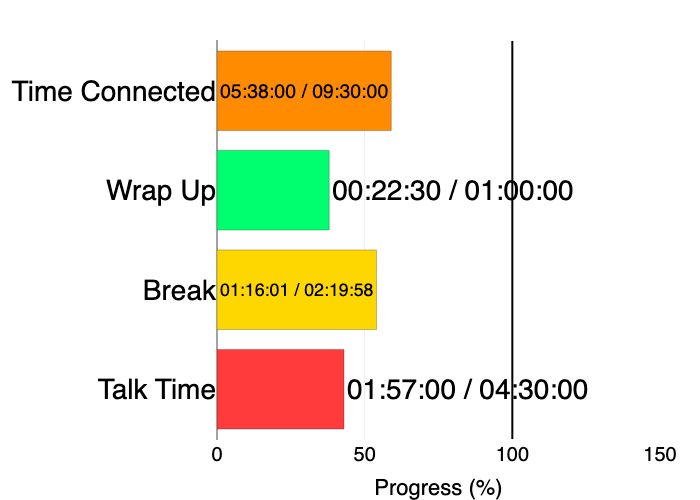 Time Connected 05:38:00 / 09:30:00
Wrap Up 00:22:30 / 01:00:00
Break 01:16:01 / 02:19:58
Talk Time 01:57:00 / 04:30:00
0 50 100 150
Progress (%)